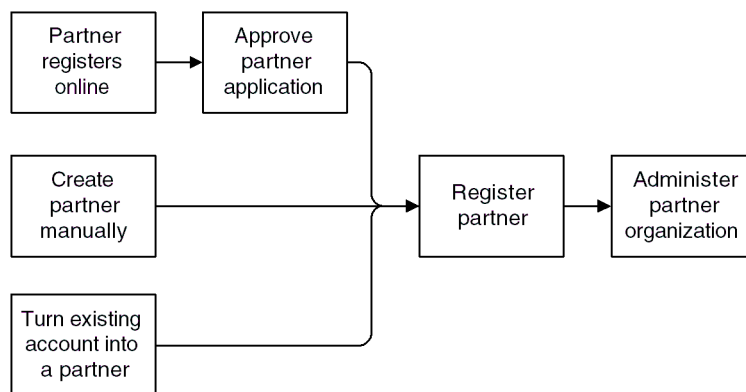 Partner
registers
online
Approve
partner
application
Create
partner
manually
Register
partner
Administer
partner
organization
Turn existing
account into
a partner